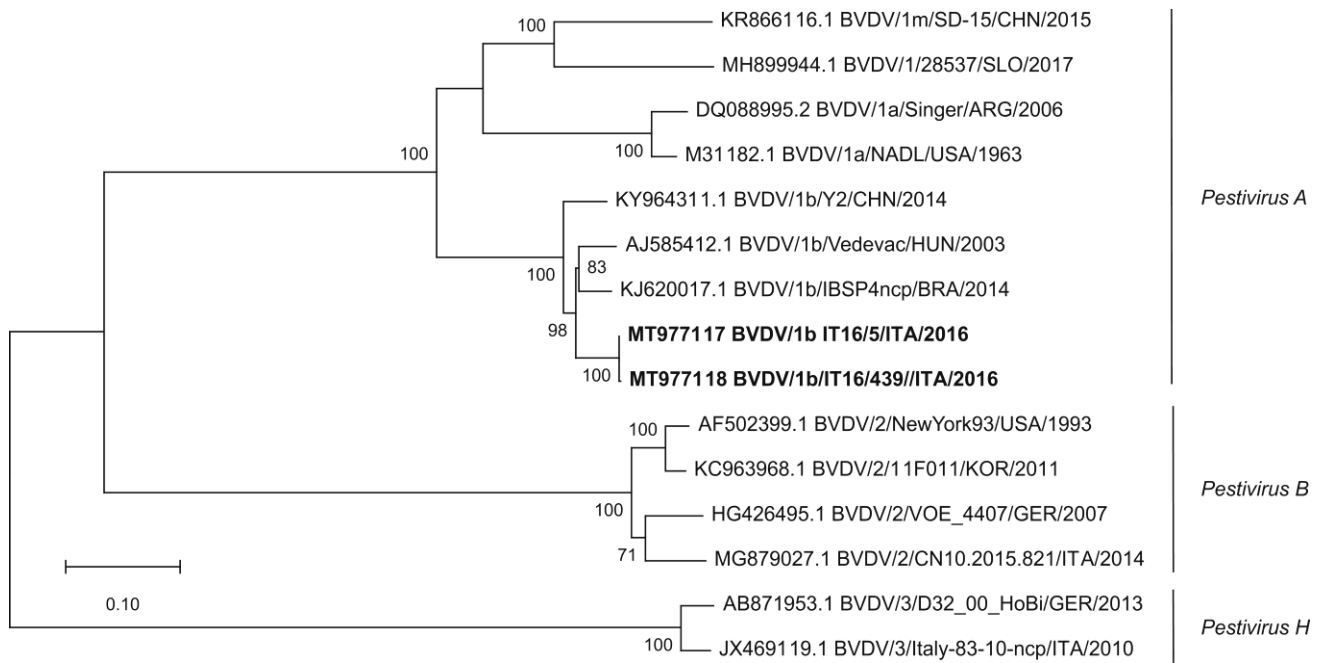 100
KR866116.1 BVDV/1m/SD-15/CHN/2015
MH899944.1 BVDV/1/28537/SLO/2017
DQ088995.2 BVDV/1a/Singer/ARG/2006
100
100
M31182.1 BVDV/1a/NADL/USA/1963
KY964311.1 BVDV/1b/Y2/CHN/2014
Pestivirus A
AJ585412.1 BVDV/1b/Vedevac/HUN/2003
100
83
KJ620017.1 BVDV/1b/IBSP4ncp/BRA/2014
98
MT977117 BVDV/1b IT16/5/ITA/2016
100
MT977118 BVDV/1b/IT16/439//ITA/2016
100
AF502399.1 BVDV/2/NewYork93/USA/1993
KC963968.1 BVDV/2/11F011/KOR/2011
Pestivirus B
100
HG426495.1 BVDV/2/VOE_4407/GER/2007
71
MG879027.1 BVDV/2/CN10.2015.821/ITA/2014
0.10
AB871953.1 BVDV/3/D32_00_HoBi/GER/2013
Pestivirus H
100
JX469119.1 BVDV/3/Italy-83-10-ncp/ITA/2010